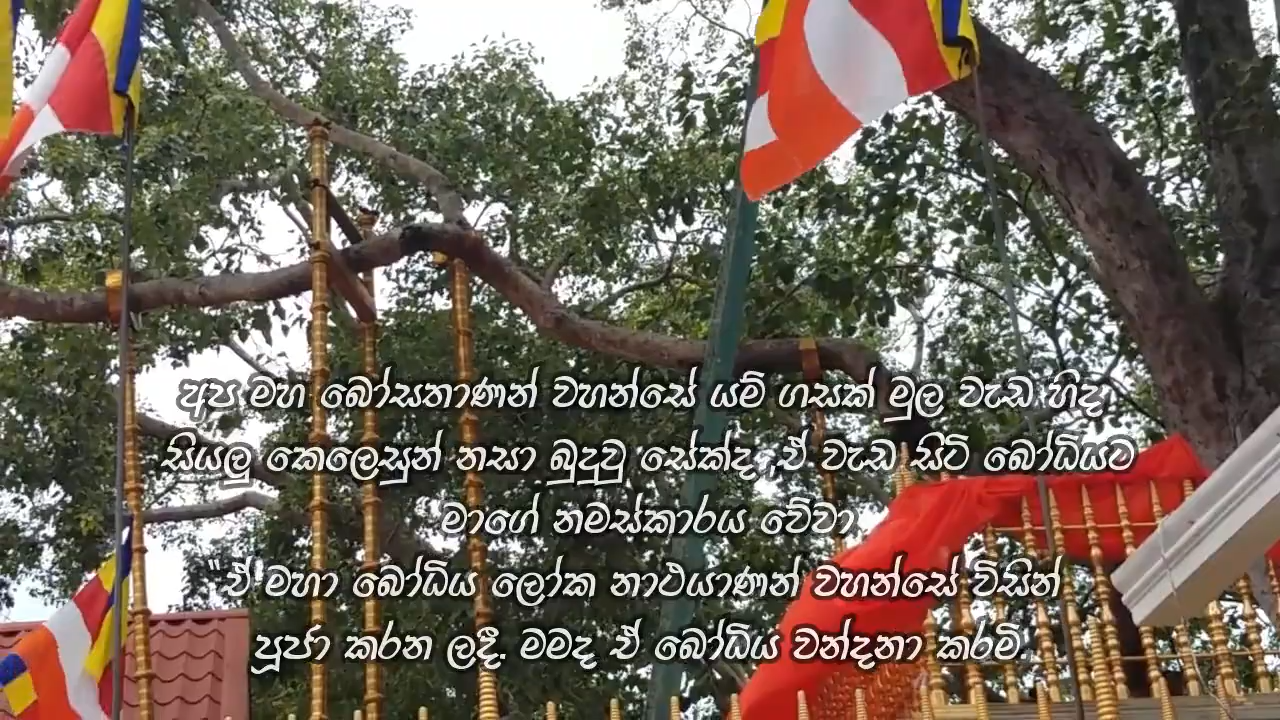 අප මහ බෝසතාණන් වහන්සේ යම් ගසක් මුල වැඩ හිඳ
සියලු කෙලෙසුන් නසා බුදුවු සේක්ද ,ඒ වැඩ සිටි බෝධියට
මාගේ නමස්කාරය වේවා.
"ඒ මහා බෝධිය ලෝක නාථයාණන් වහන්සේ විසින්
පූජා කරන ලදී. මමද ඒ බෝධිය වන්දනා කරමි.'